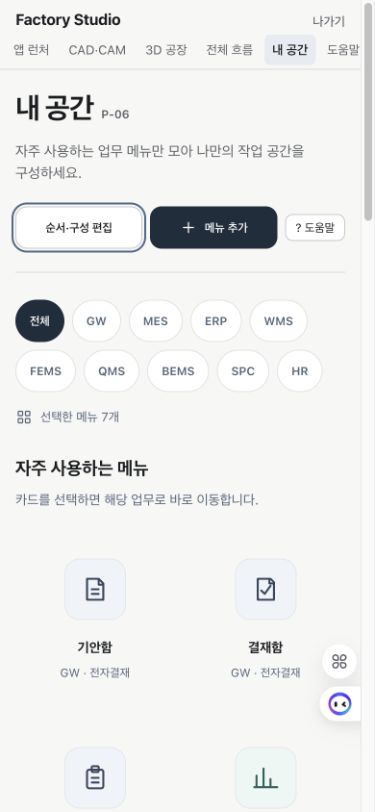 Factory Studio
나가기
앱 런처 CAD·CAM 3D 공장 전체 흐름 내 공간 도움말
내 공간 P-06
자주 사용하는 업무 메뉴만 모아 나만의 작업 공간을
구성하세요.
순서·구성 편집 + 메뉴 추가 ? 도움말
전체 GW MES ERP WMS
FEMS QMS BEMS SPC HR
선택한 메뉴 7개
자주 사용하는 메뉴
카드를 선택하면 해당 업무로 바로 이동합니다.
기안함 결재함
GW · 전자결재 GW · 전자결재